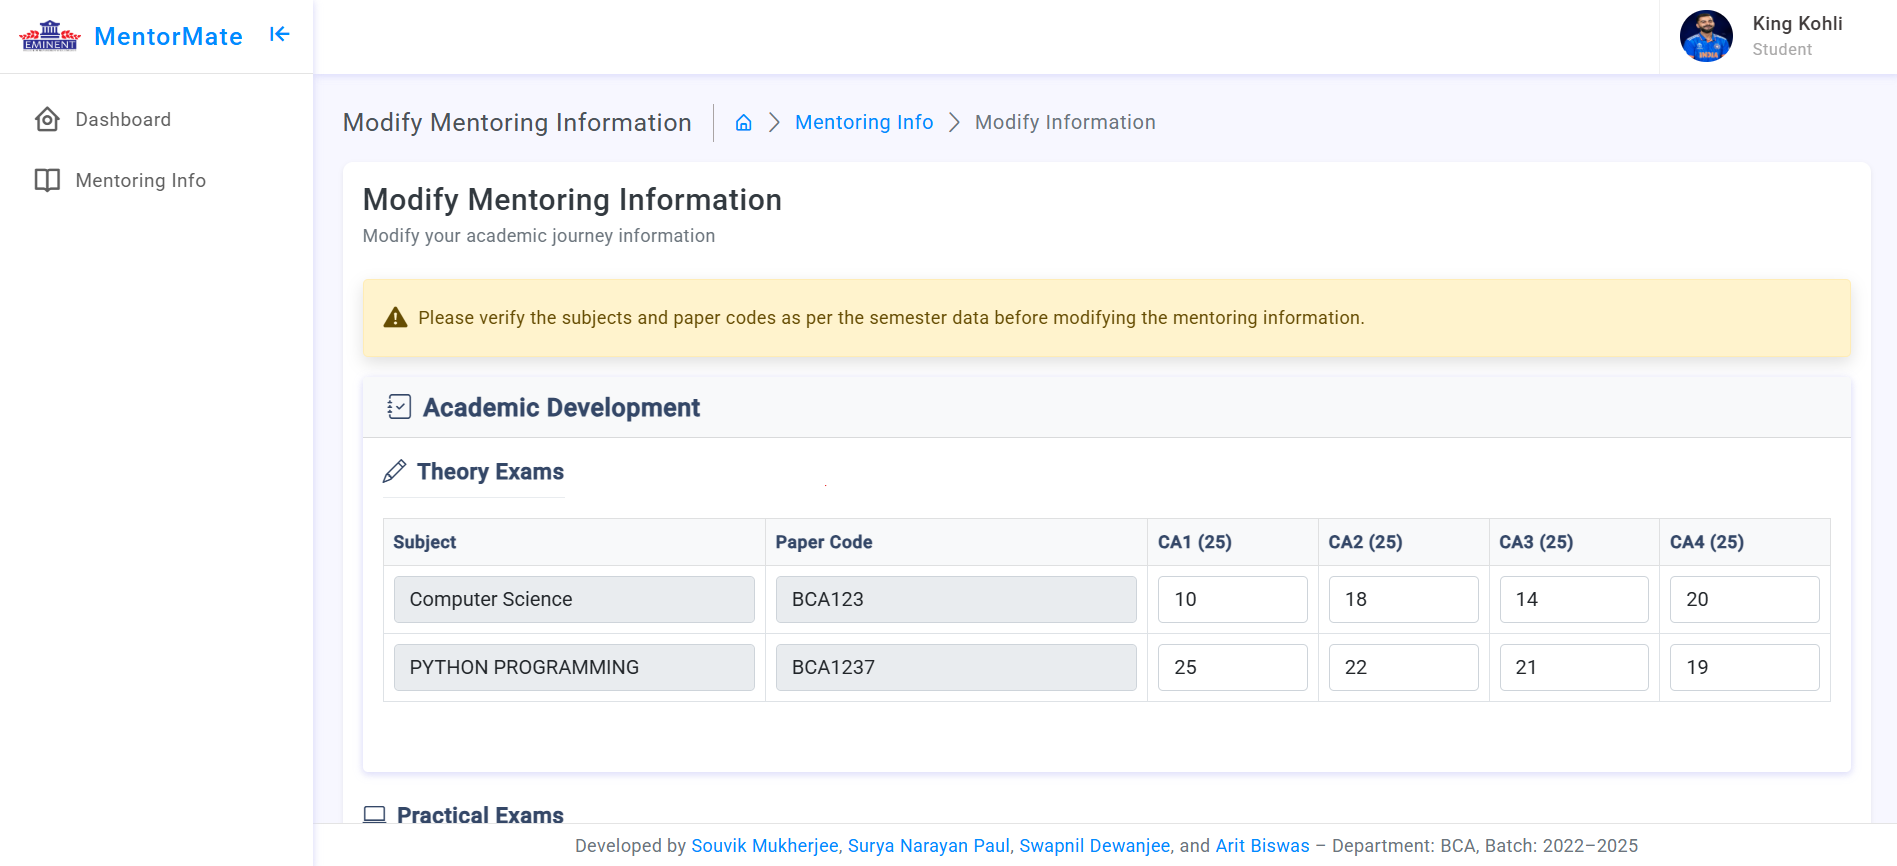 EMINENT
MentorMate
King Kohli
Student
Dashboard
Mentoring Info
Modify Mentoring Information
Mentoring Info
Modify Information
Modify Mentoring Information
Modify your academic journey information
Please verify the subjects and paper codes as per the semester data before modifying the mentoring information.
Academic Development
Theory Exams
Subject Paper Code CA1 (25) CA2 (25) CA3 (25) CA4 (25)
Computer Science BCA123 10 18 14 20
PYTHON PROGRAMMING BCA1237 25 22 21 19
Practical Exams
Developed by Souvik Mukherjee, Surya Narayan Paul, Swapnil Dewanjee, and Arit Biswas – Department: BCA, Batch: 2022–2025